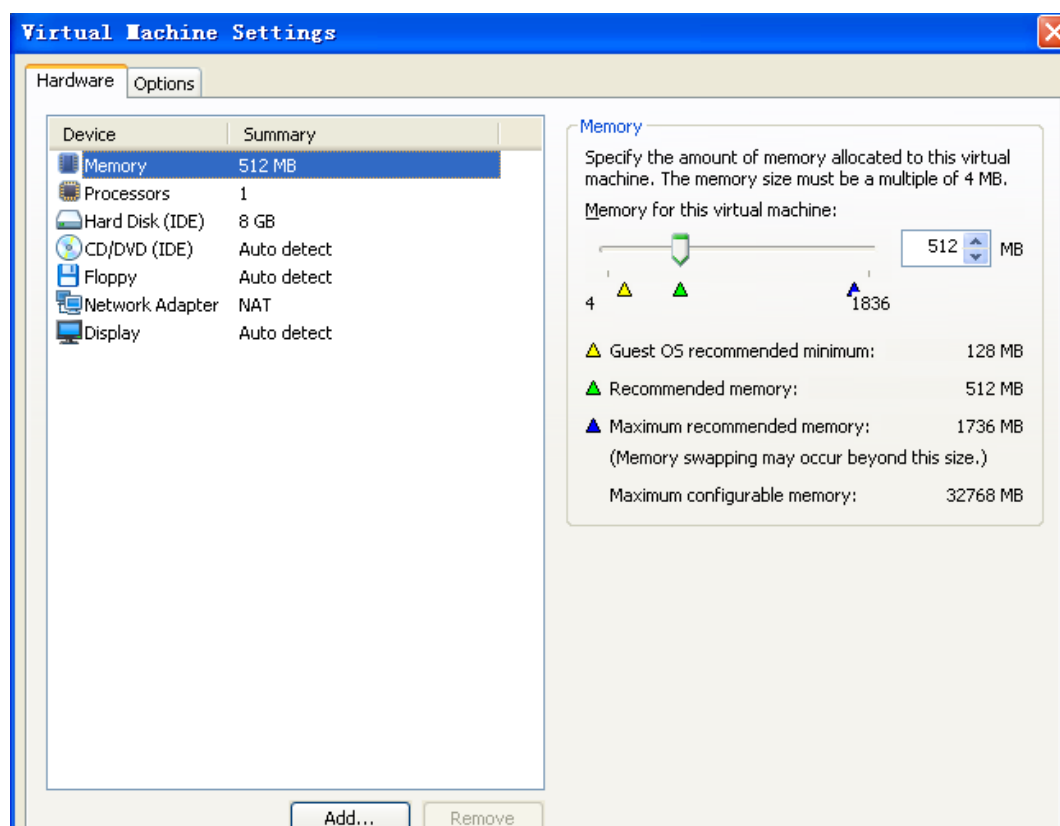 Virtual Machine Settings
Hardware
Options
Device Summary
Memory 512 MB
Processors 1
Hard Disk (IDE) 8 GB
CD/DVD (IDE) Auto detect
Floppy Auto detect
Network Adapter NAT
Display Auto detect
Add...
Remove
Memory
Specify the amount of memory allocated to this virtual
machine. The memory size must be a multiple of 4 MB.
Memory for this virtual machine:
512 MB
4 1836
Guest OS recommended minimum: 128 MB
Recommended memory: 512 MB
Maximum recommended memory: 1736 MB
(Memory swapping may occur beyond this size.)
Maximum configurable memory: 32768 MB